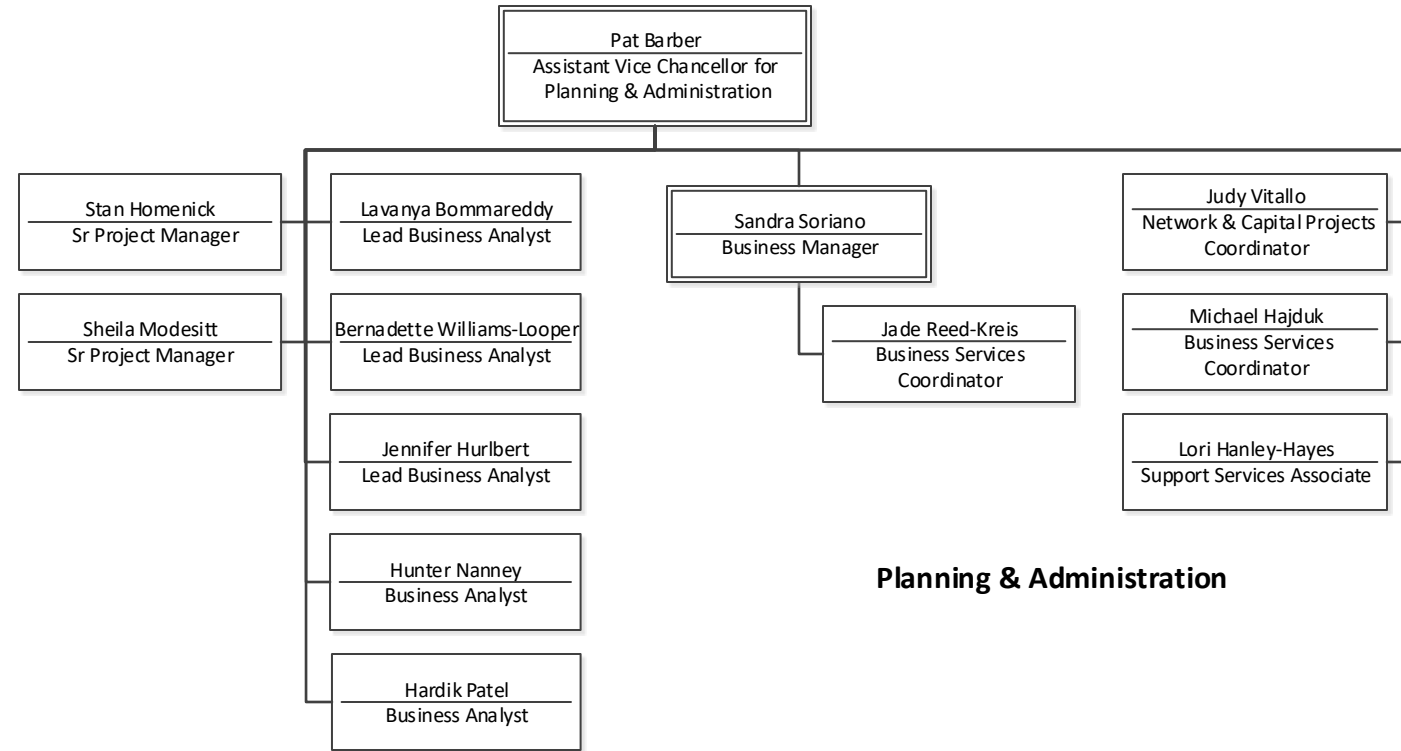 Pat Barber
Assistant Vice Chancellor for
Planning & Administration
Stan Homenick
Sr Project Manager
Lavanya Bommareddy
Lead Business Analyst
Sandra Soriano
Business Manager
Judy Vitallo
Network & Capital Projects
Coordinator
Sheila Modesitt
Sr Project Manager
Bernadette Williams-Looper
Lead Business Analyst
Jade Reed-Kreis
Business Services
Coordinator
Michael Hajduk
Business Services
Coordinator
Jennifer Hurlbert
Lead Business Analyst
Lori Hanley-Hayes
Support Services Associate
Hunter Nanney
Business Analyst
Planning & Administration
Hardik Patel
Business Analyst